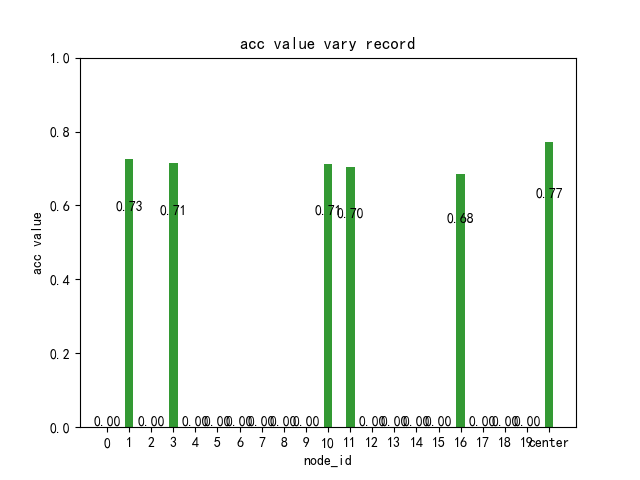 acc value vary record
1.0
0.8
0.6
0.4
0.2
0.0
acc value
0.00 0.73 0.00 0.71 0.00 0.00 0.00 0.00 0.00 0.00 0.71 0.70 0.00 0.00 0.00 0.00 0.68 0.00 0.00 0.00 0.77
0 1 2 3 4 5 6 7 8 9 10 11 12 13 14 15 16 17 18 19 center
node_id